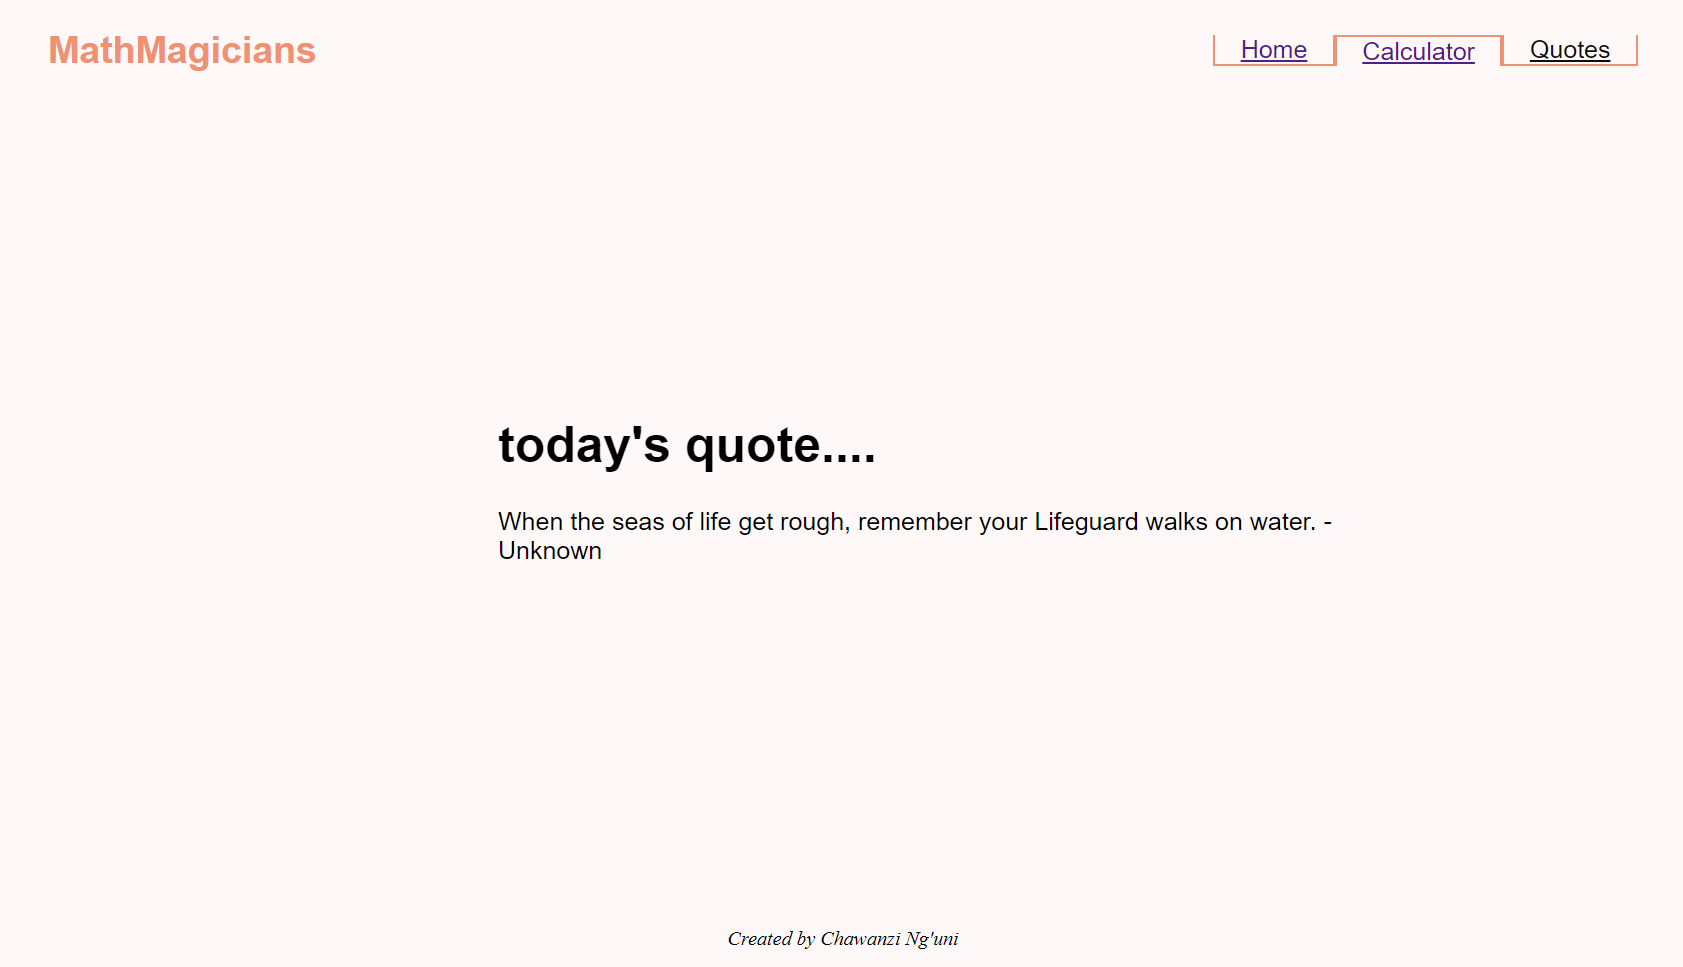 MathMagicians
Home
Calculator
Quotes
today's quote....
When the seas of life get rough, remember your Lifeguard walks on water. -
Unknown
Created by Chawanzi Ng'uni